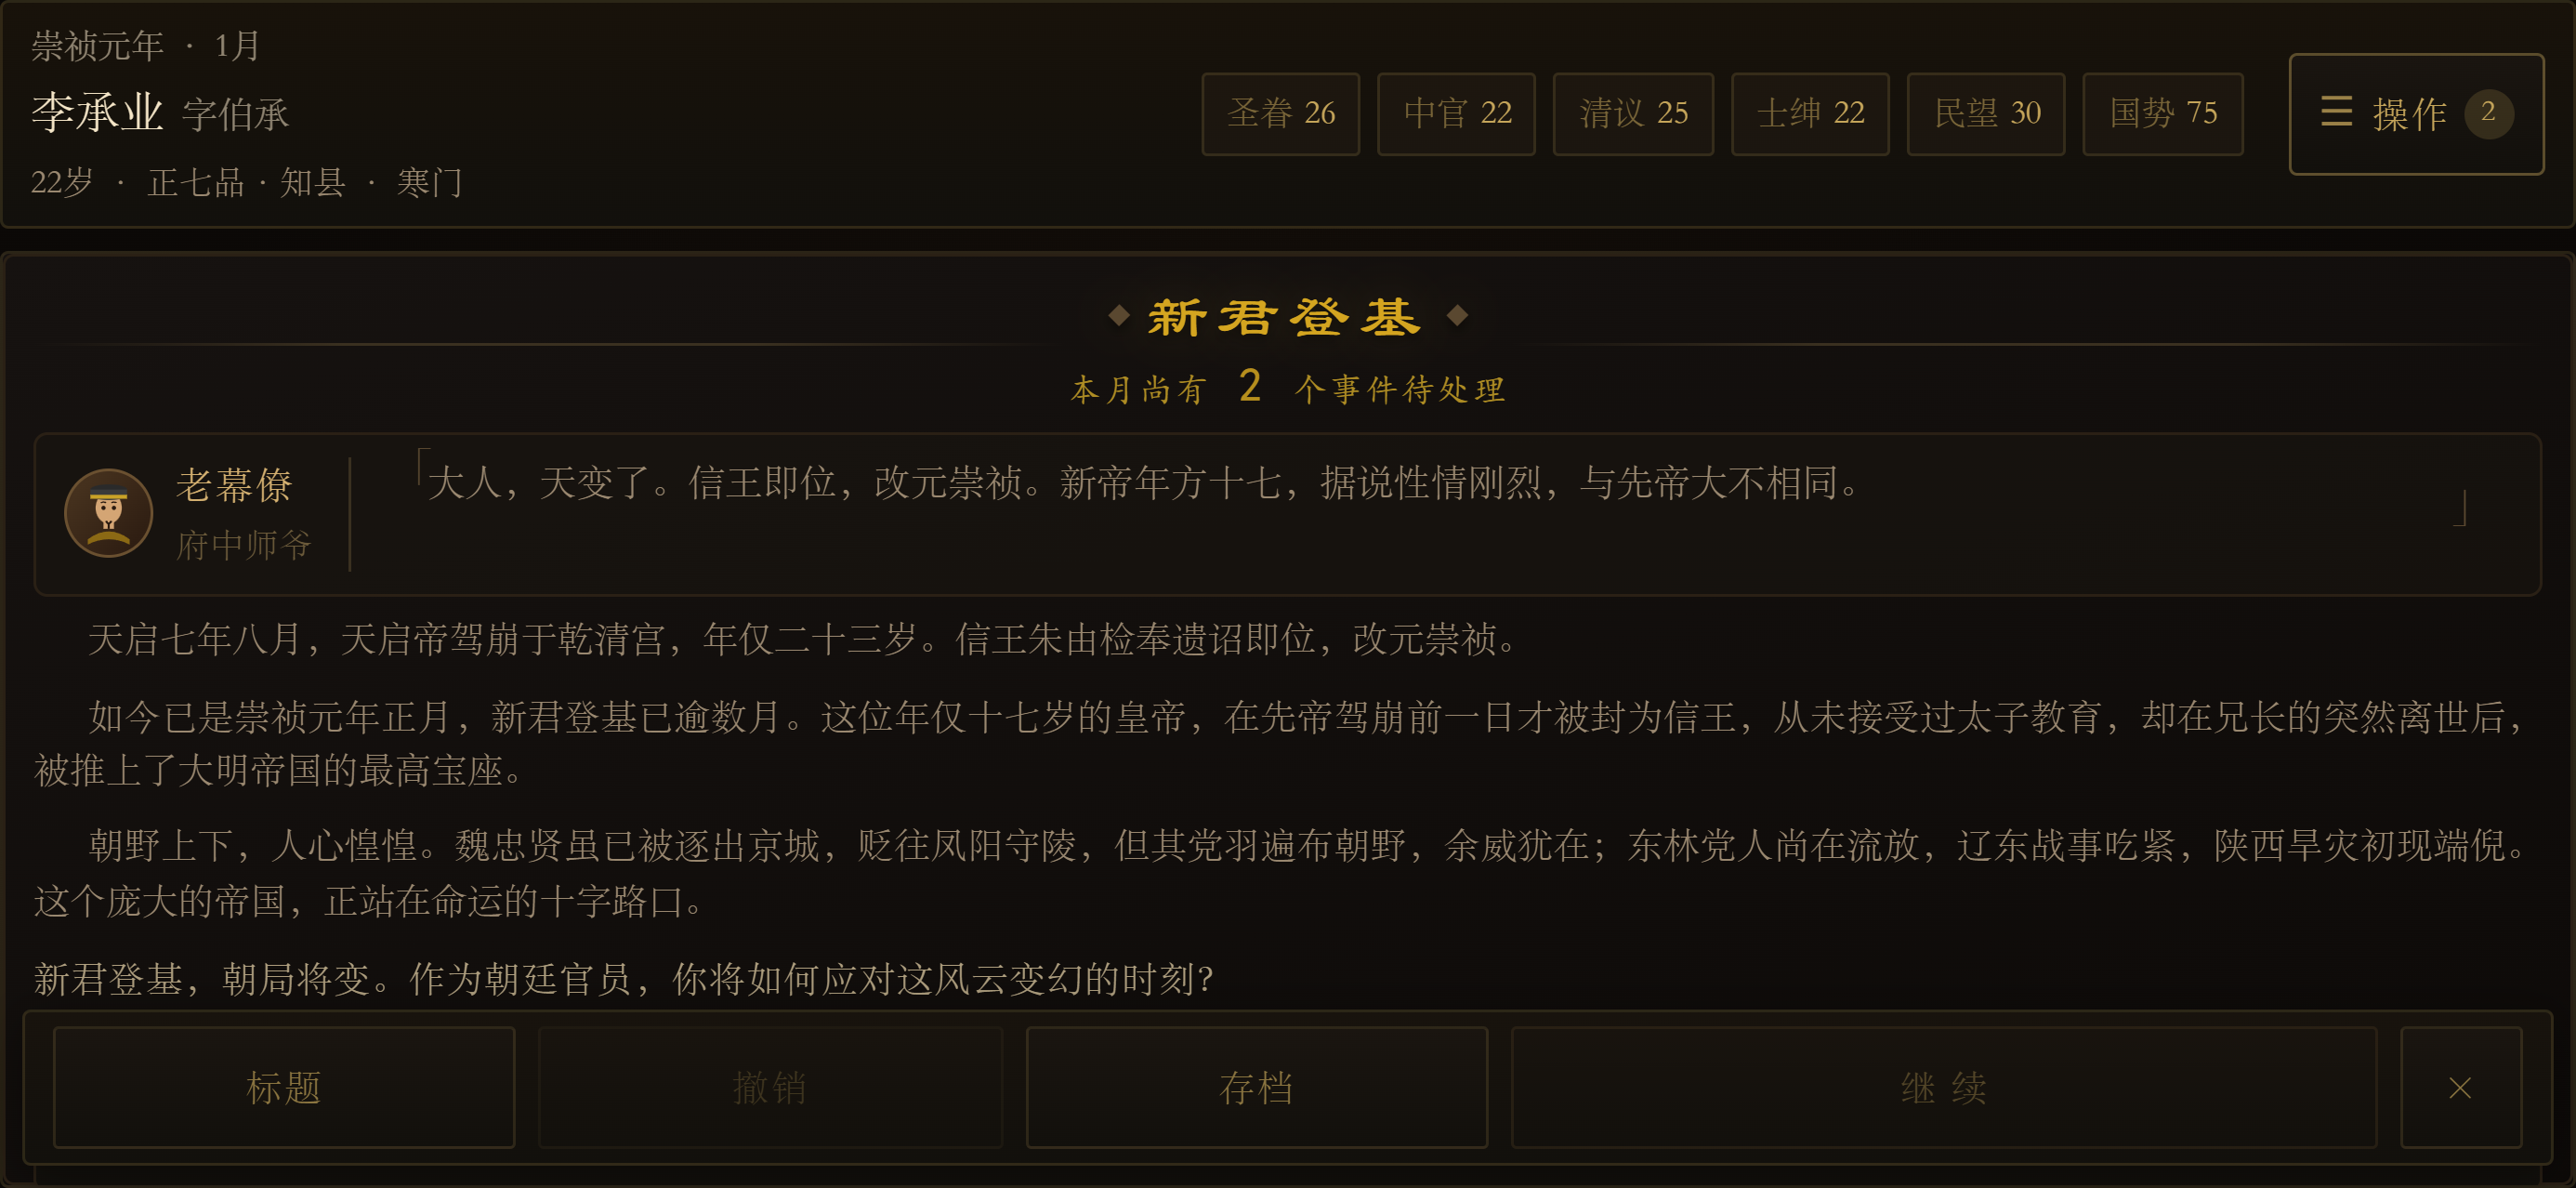 崇祯元年 · 1月
李承业 字伯承
22岁 · 正七品 · 知县 · 寒门
圣眷 26 中官 22 清议 25 士绅 22 民望 30 国势 75
☰ 操作 2
新君登基
本月尚有 2 个事件待处理
老幕僚
府中师爷
「大人，天变了。信王即位，改元崇祯。新帝年方十七，据说性情刚烈，与先帝大不相同。」
天启七年八月，天启帝驾崩于乾清宫，年仅二十三岁。信王朱由检奉遗诏即位，改元崇祯。
如今已是崇祯元年正月，新君登基已逾数月。这位年仅十七岁的皇帝，在先帝驾崩前一日才被封为信王，从未接受过太子教育，却在兄长的突然离世后，
被推上了大明帝国的最高宝座。
朝野上下，人心惶惶。魏忠贤虽已被逐出京城，贬往凤阳守陵，但其党羽遍布朝野，余威犹在；东林党人尚在流放，辽东战事吃紧，陕西旱灾初现端倪。
这个庞大的帝国，正站在命运的十字路口。
新君登基，朝局将变。作为朝廷官员，你将如何应对这风云变幻的时刻？
标题 撤销 存档 继续 ×